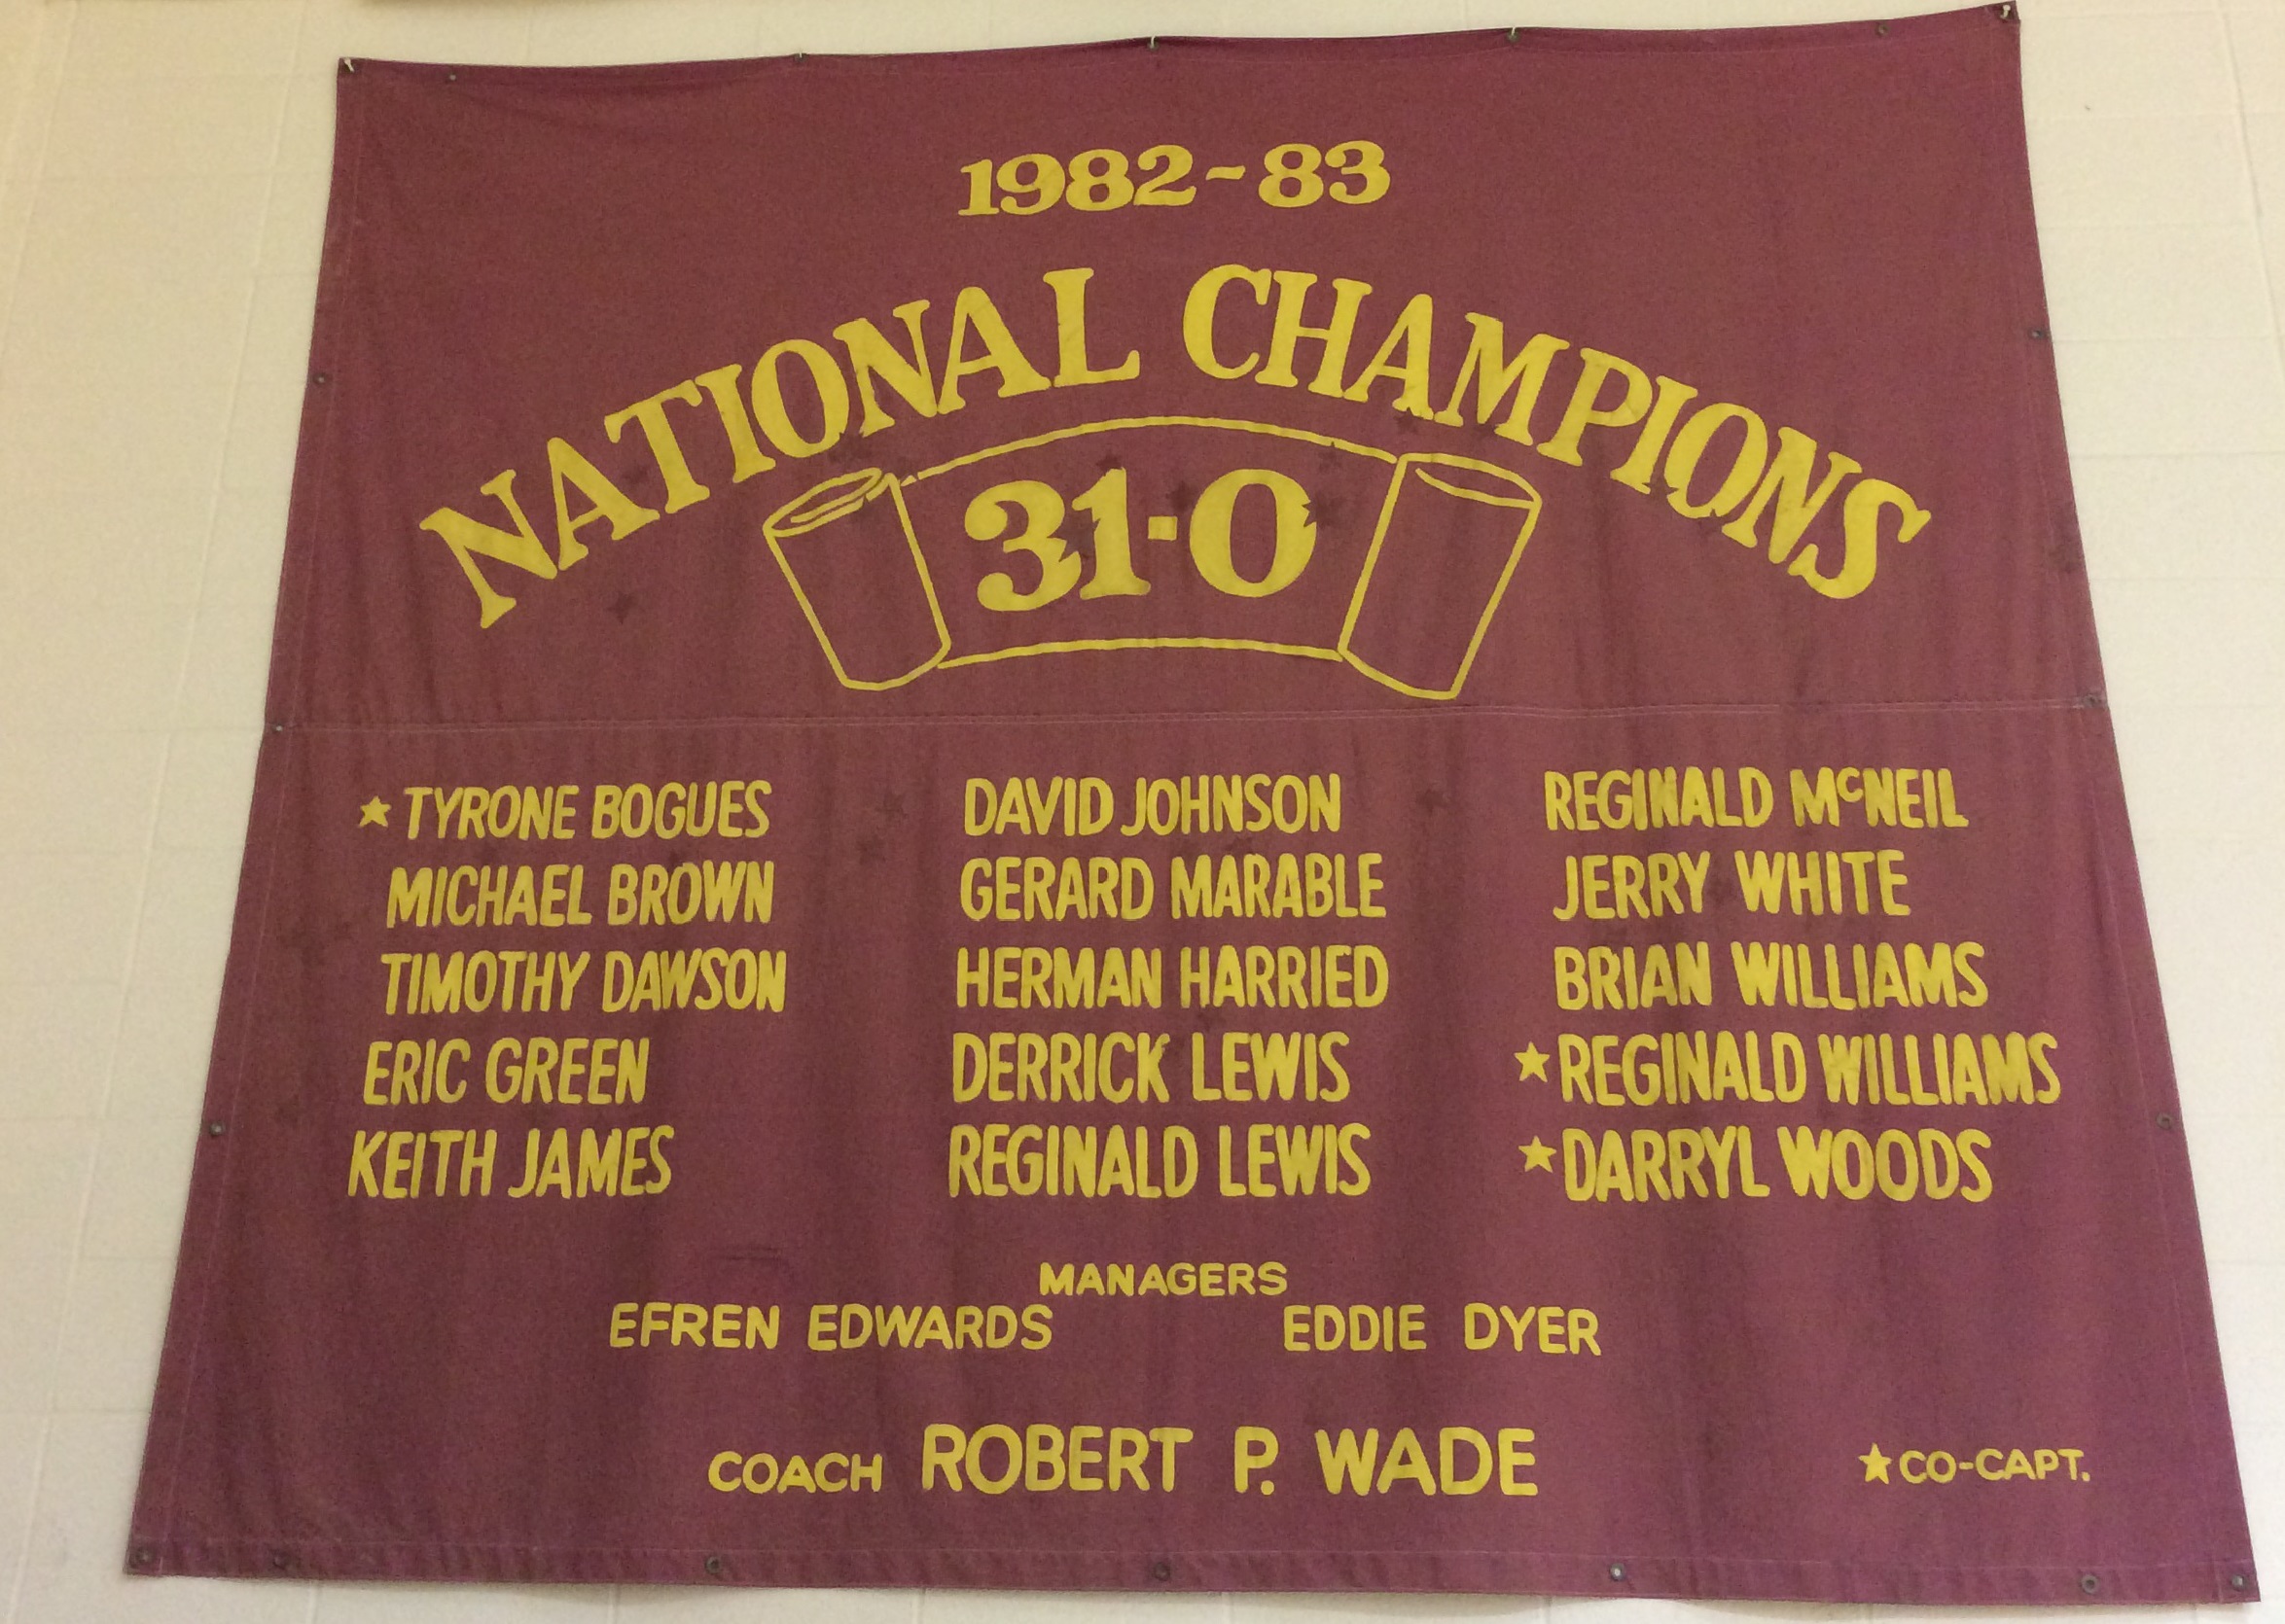 1982-83
NATIONAL CHAMPIONS
31-0
★ TYRONE BOGUES
MICHAEL BROWN
TIMOTHY DAWSON
ERIC GREEN
KEITH JAMES
DAVID JOHNSON
GERARD MARABLE
HERMAN HARRIED
DERRICK LEWIS
REGINALD LEWIS
REGINALD McNEIL
JERRY WHITE
BRIAN WILLIAMS
★ REGINALD WILLIAMS
★ DARRYL WOODS
MANAGERS
EFREN EDWARDS EDDIE DYER
COACH ROBERT P. WADE
★ CO-CAPT.